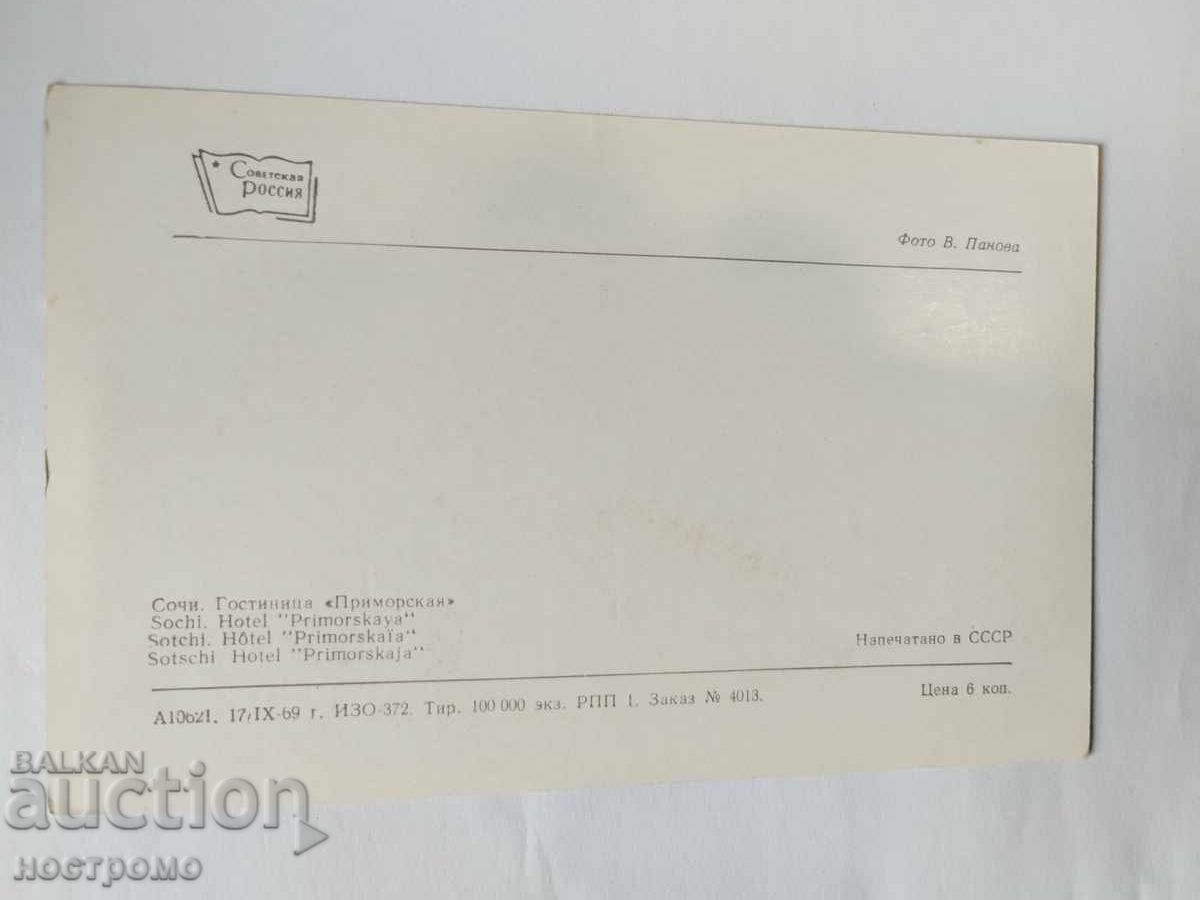 Советская
Россия
Фото В. Панова
Сочи. Гостиница «Приморская»
Sochi. Hotel "Primorskaya"
Sotchi. Hôtel "Primorskaïa"
Sotschi Hotel "Primorskaja"
Напечатано в СССР
17/IX-69 г. ИЗО-372. Тир. 100 000 экз. РПП 1. Заказ № 4013.
Цена 6 коп.
BALKAN
auction
ностромо